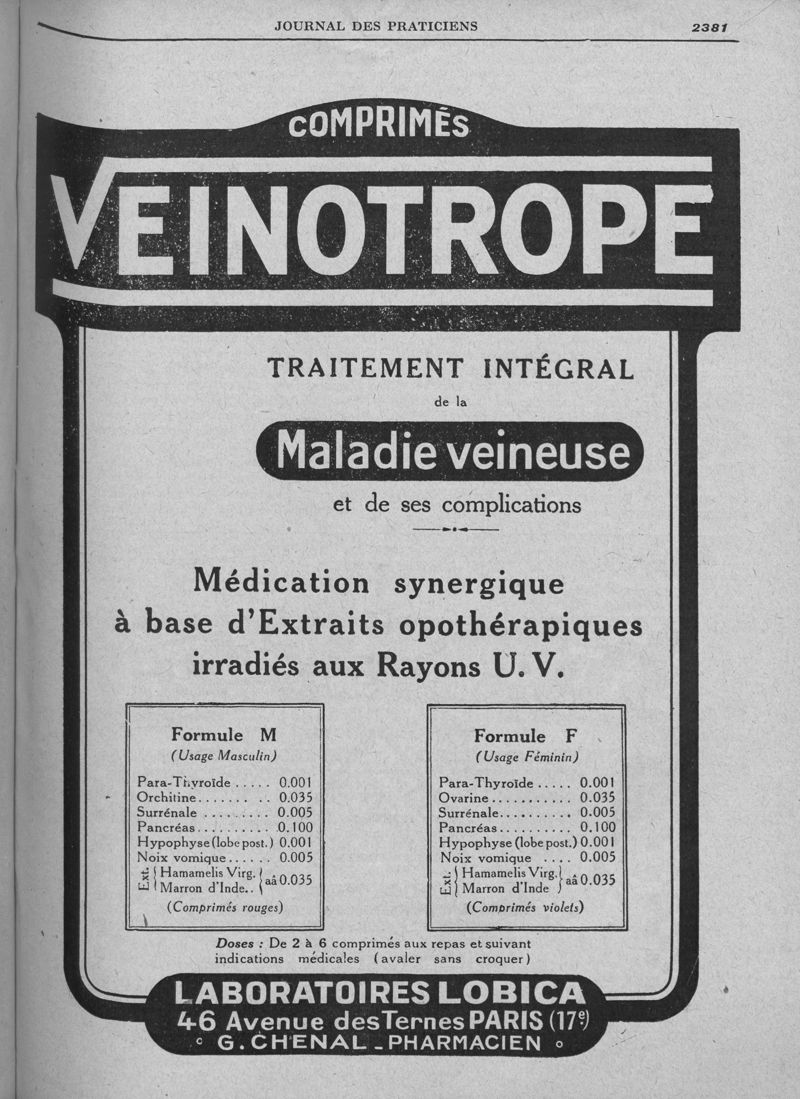 JOURNAL DES PRATICIENS 2381
COMPRIMÉS
VEINOTROPE
TRAITEMENT INTÉGRAL
de la
Maladie veineuse
et de ses complications
Médication synergique
à base d'Extraits opothérapiques
irradiés aux Rayons U.V.
Formule M
(Usage Masculin)
Para-Thyroïde ..... 0.001
Orchitine....... .. 0.035
Surrénale ......... 0.005
Pancréas.......... 0.100
Hypophyse (lobe post.) 0.001
Noix vomique...... 0.005
Ext. { Hamamelis Virg. } aâ 0.035
Marron d'Inde..
(Comprimés rouges)
Formule F
(Usage Féminin)
Para-Thyroïde ..... 0.001
Ovarine........... 0.035
Surrénale.......... 0.005
Pancréas.......... 0.100
Hypophyse (lobe post.) 0.001
Noix vomique .... 0.005
Ext. { Hamamelis Virg. } aâ 0.035
Marron d'Inde
(Comprimés violets)
Doses : De 2 à 6 comprimés aux repas et suivant
indications médicales (avaler sans croquer)
LABORATOIRES LOBICA
46 Avenue des Ternes PARIS (17e)
G. CHENAL - PHARMACIEN